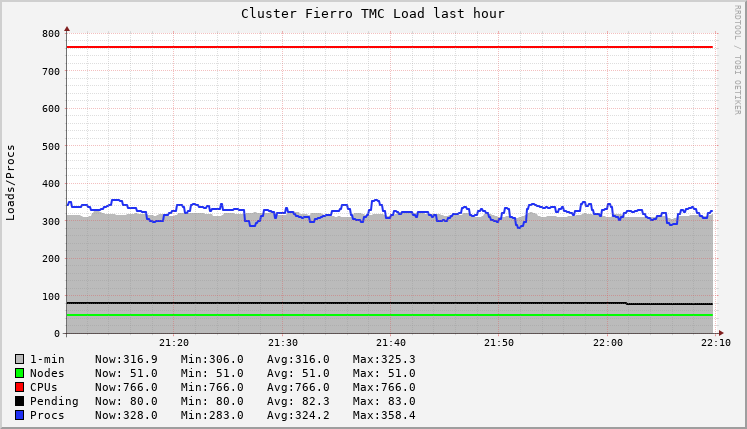 Cluster Fierro TMC Load last hour
RRDTOOL / TOBI OETIKER
Loads/Procs
800
700
600
500
400
300
200
100
0
21:20 21:30 21:40 21:50 22:00 22:10
1-min Now:316.9 Min:306.0 Avg:316.0 Max:325.3
Nodes Now: 51.0 Min: 51.0 Avg: 51.0 Max: 51.0
CPUs Now:766.0 Min:766.0 Avg:766.0 Max:766.0
Pending Now: 80.0 Min: 80.0 Avg: 82.3 Max: 83.0
Procs Now:328.0 Min:283.0 Avg:324.2 Max:358.4